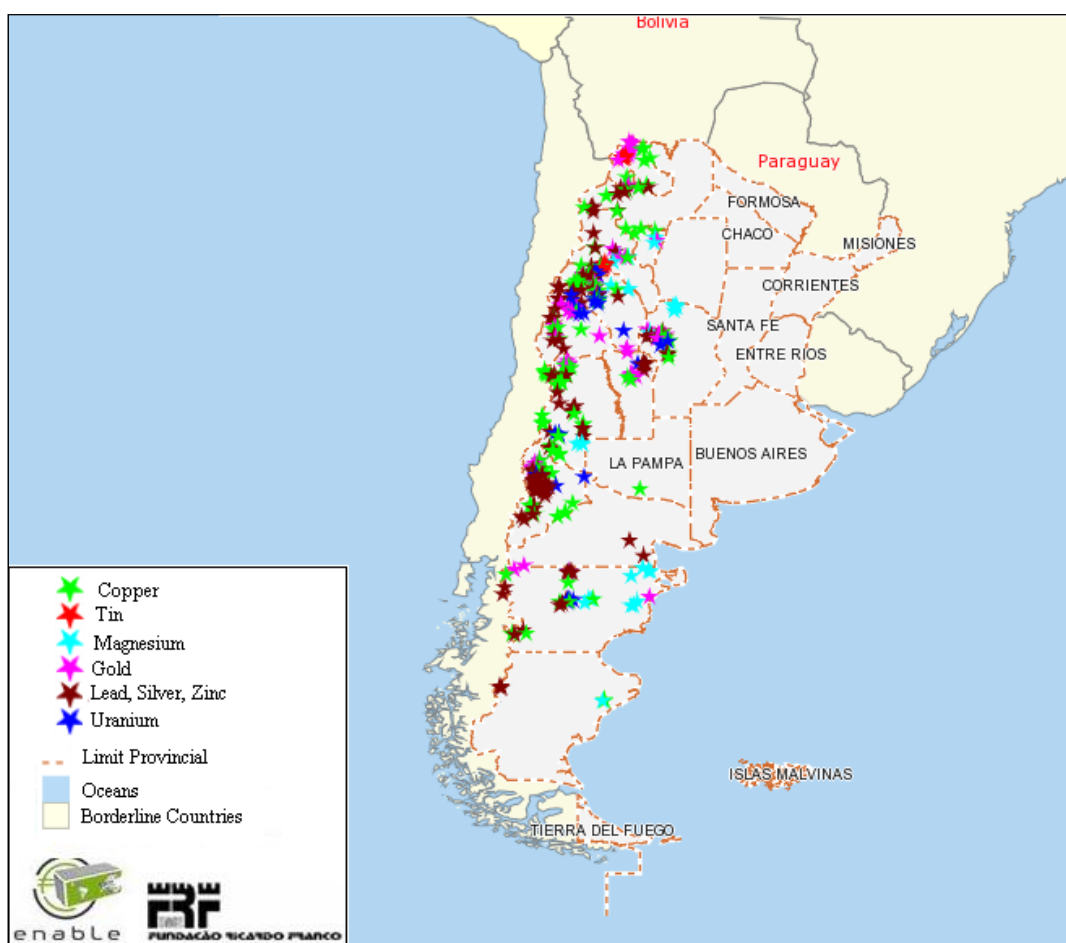 Bolivia
Paraguay
FORMOSA
CHACO
MISIONES
CORRIENTES
SANTA FE
ENTRE RIOS
BUENOS AIRES
LA PAMPA
ISLAS MALVINAS
TIERRA DEL FUEGO
Copper
Tin
Magnesium
Gold
Lead, Silver, Zinc
Uranium
Limit Provincial
Oceans
Borderline Countries
enable
FRF
FUNDAÇÃO RICARDO FRANCO